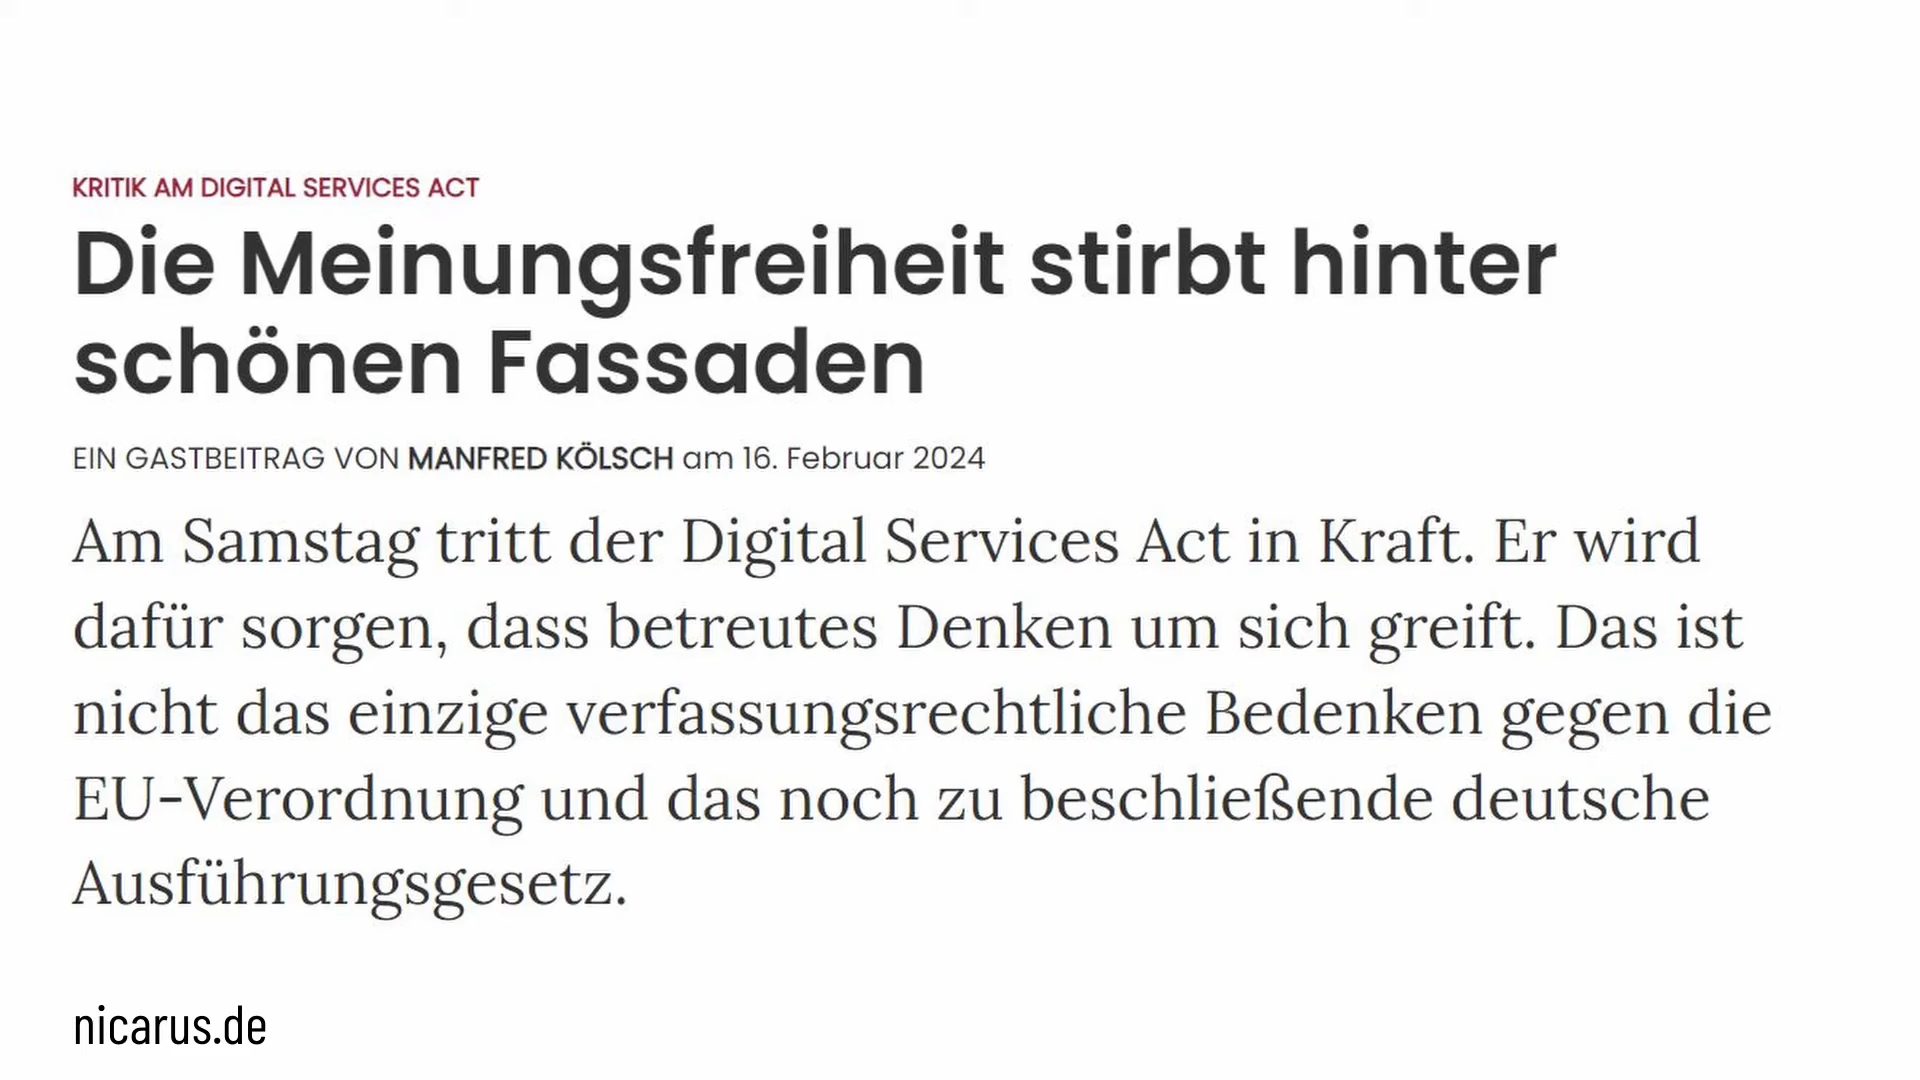 KRITIK AM DIGITAL SERVICES ACT
Die Meinungsfreiheit stirbt hinter
schönen Fassaden
EIN GASTBEITRAG VON MANFRED KÖLSCH am 16. Februar 2024
Am Samstag tritt der Digital Services Act in Kraft. Er wird
dafür sorgen, dass betreutes Denken um sich greift. Das ist
nicht das einzige verfassungsrechtliche Bedenken gegen die
EU-Verordnung und das noch zu beschließende deutsche
Ausführungsgesetz.
nicarus.de